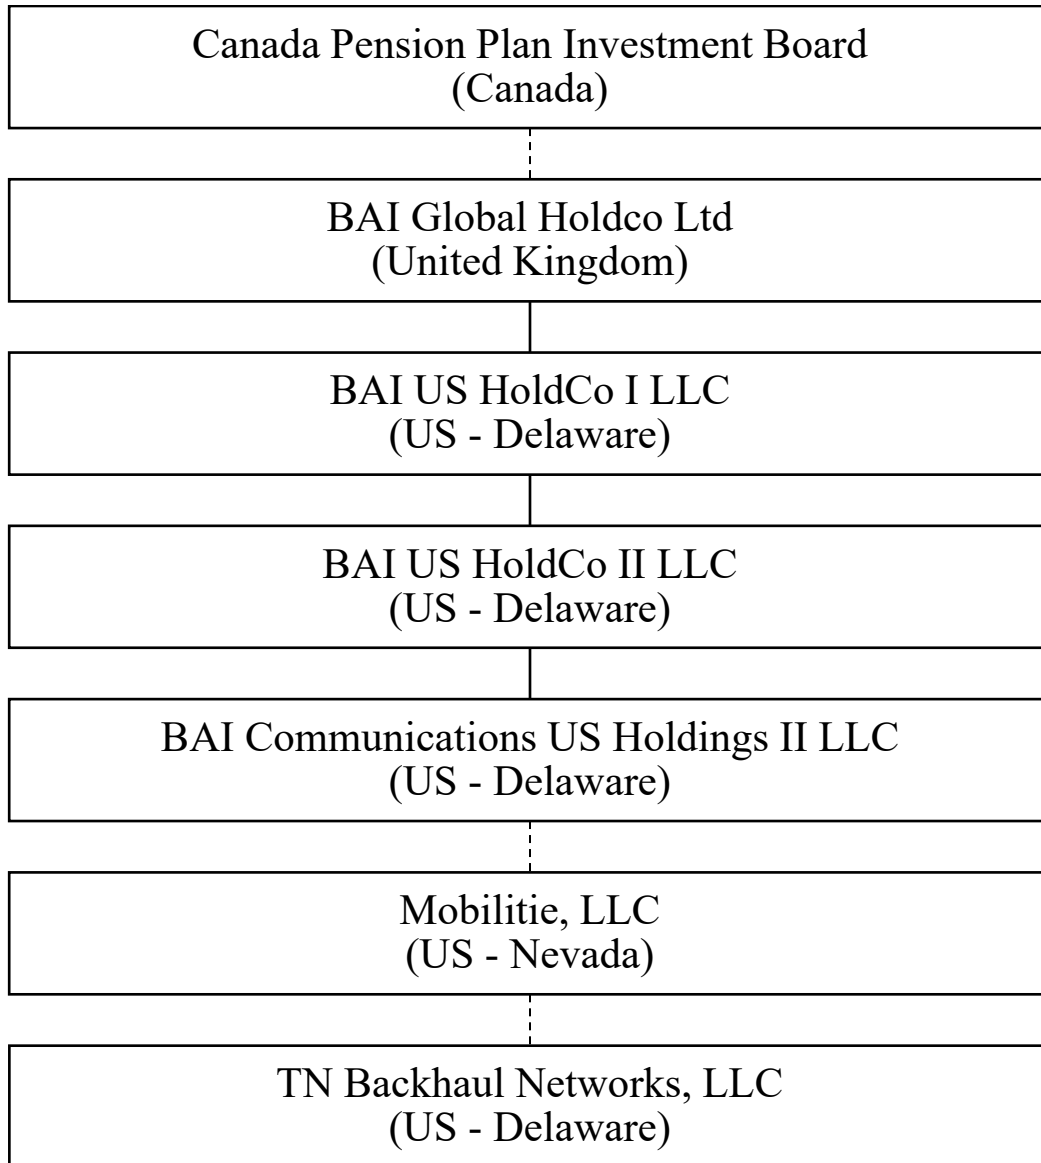 Canada Pension Plan Investment Board
(Canada)
BAI Global Holdco Ltd
(United Kingdom)
BAI US HoldCo I LLC
(US - Delaware)
BAI US HoldCo II LLC
(US - Delaware)
BAI Communications US Holdings II LLC
(US - Delaware)
Mobilitie, LLC
(US - Nevada)
TN Backhaul Networks, LLC
(US - Delaware)